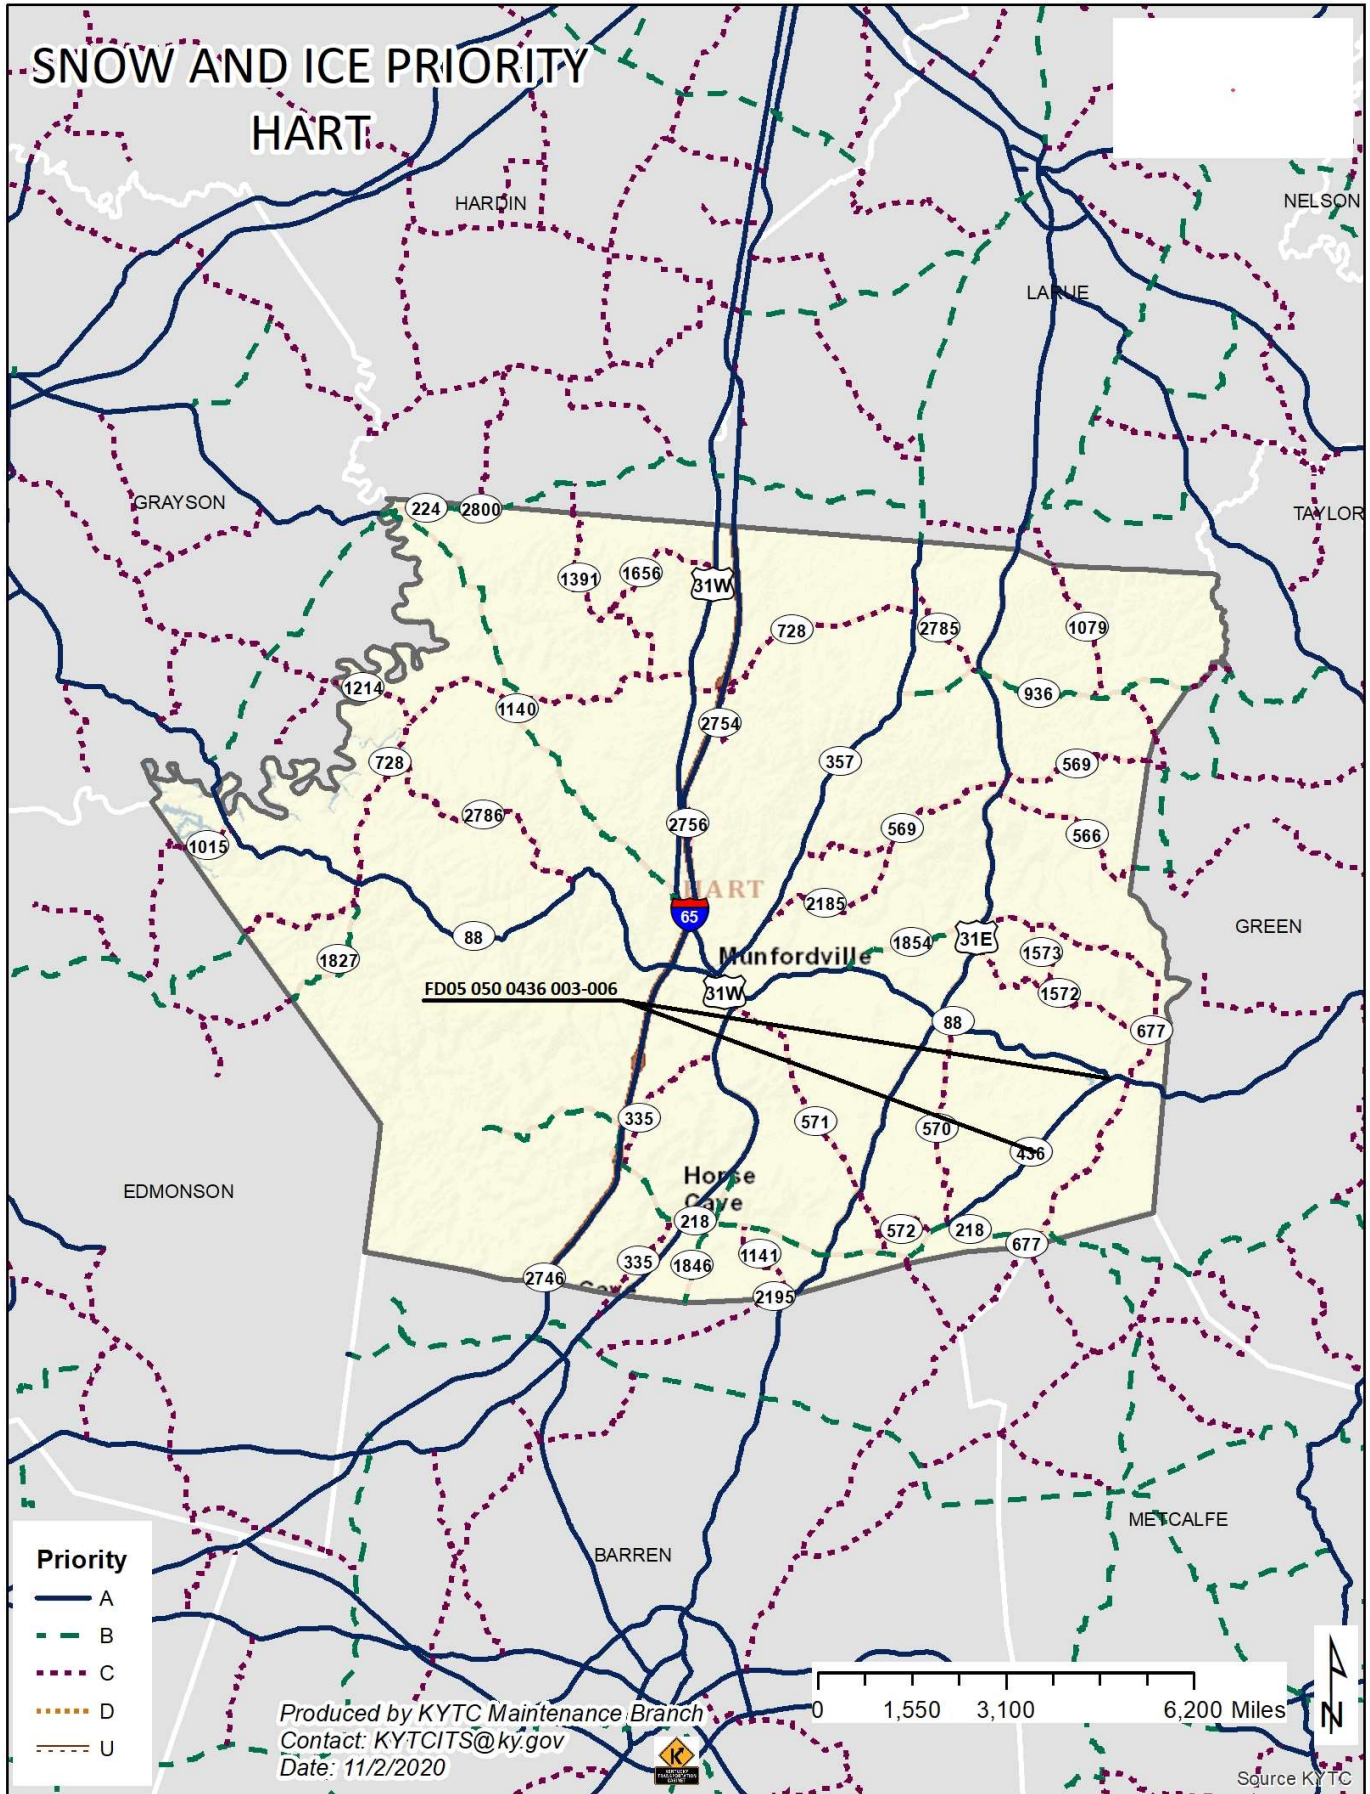 SNOW AND ICE PRIORITY
HART
HARDIN
NELSON
LARUE
GRAYSON
TAYLOR
224
2800
1391
1656
31W
728
2785
1079
1214
1140
936
2754
728
357
569
2786
2756
569
566
1015
HART
65
2185
88
1854
31E
1573
GREEN
1827
Munfordville
FD05 050 0436 003-006
31W
1572
88
677
335
571
570
436
EDMONSON
Horse
Cave
218
572
218
677
335
1846
1141
2746
2195
METCALFE
BARREN
Priority
A
B
C
D
U
Produced by KYTC Maintenance Branch
Contact: KYTCITS@ky.gov
Date: 11/2/2020
KENTUCKY
TRANSPORTATION
CABINET
0 1,550 3,100 6,200 Miles
N
Source KYTC